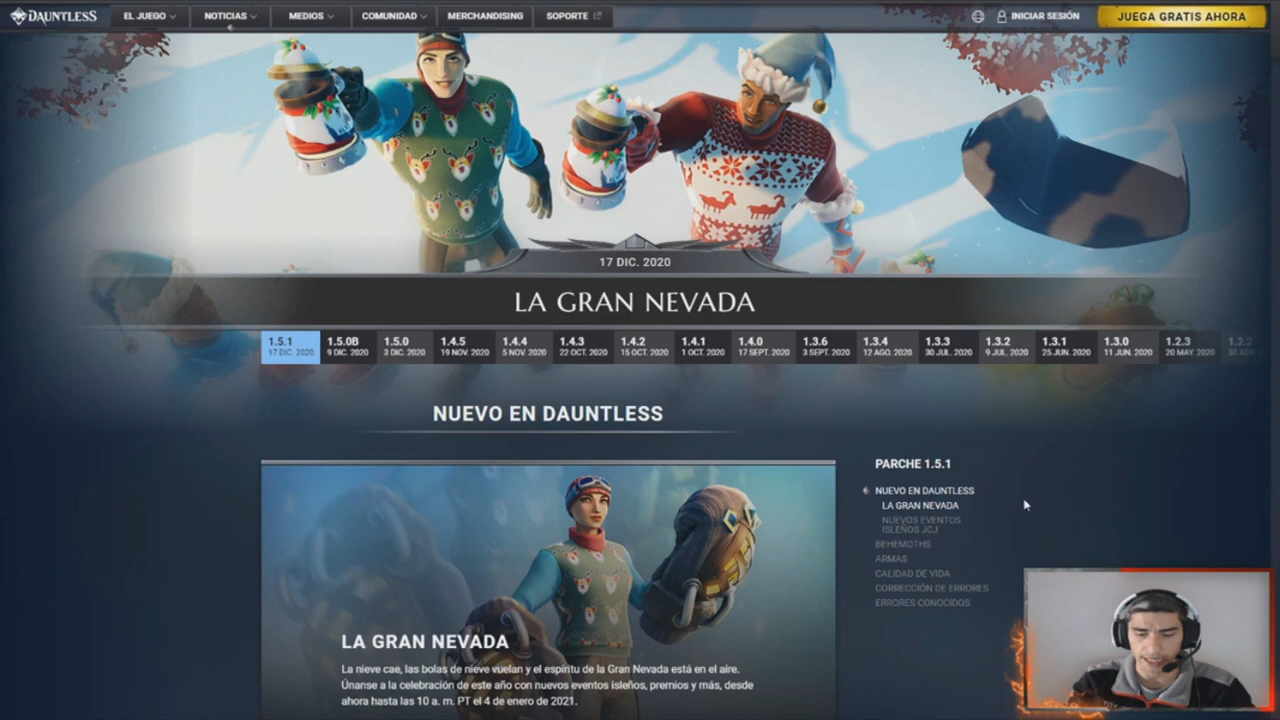 DAUNTLESS
EL JUEGO
NOTICIAS
MEDIOS
COMUNIDAD
MERCHANDISING
SOPORTE
INICIAR SESIÓN
JUEGA GRATIS AHORA
17 DIC. 2020
LA GRAN NEVADA
1.5.1
17 DIC. 2020
1.5.0B
9 DIC. 2020
1.5.0
3 DIC. 2020
1.4.5
19 NOV. 2020
1.4.4
5 NOV. 2020
1.4.3
22 OCT. 2020
1.4.2
15 OCT. 2020
1.4.1
1 OCT. 2020
1.4.0
17 SEPT. 2020
1.3.6
3 SEPT. 2020
1.3.4
12 AGO. 2020
1.3.3
30 JUL. 2020
1.3.2
9 JUL. 2020
1.3.1
25 JUN. 2020
1.3.0
11 JUN. 2020
1.2.3
20 MAY. 2020
1.2.2
NUEVO EN DAUNTLESS
PARCHE 1.5.1
NUEVO EN DAUNTLESS
LA GRAN NEVADA
NUEVOS EVENTOS
ISLEÑOS JCJ
BEHEMOTHS
ARMAS
CALIDAD DE VIDA
CORRECCIÓN DE ERRORES
ERRORES CONOCIDOS
LA GRAN NEVADA
La nieve cae, las bolas de nieve vuelan y el espíritu de la Gran Nevada está en el aire.
Únanse a la celebración de este año con nuevos eventos isleños, premios y más, desde
ahora hasta las 10 a. m. PT el 4 de enero de 2021.